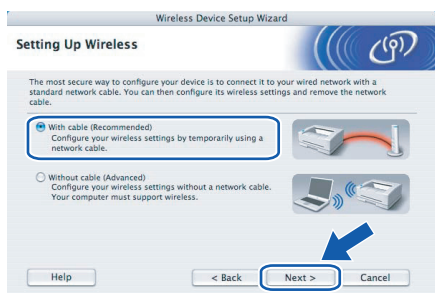 Wireless Device Setup Wizard
Setting Up Wireless
The most secure way to configure your device is to connect it to your wired network with a
standard network cable. You can then configure its wireless settings and remove the network
cable.
With cable (Recommended)
Configure your wireless settings by temporarily using a
network cable.
Without cable (Advanced)
Configure your wireless settings without a network cable.
Your computer must support wireless.
Help
< Back
Next >
Cancel